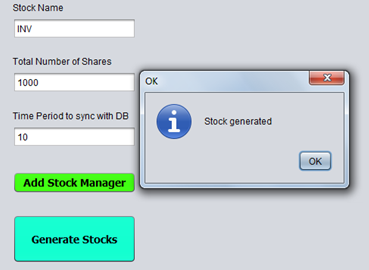 Stock Name
INV
Total Number of Shares
1000
Time Period to sync with DB
10
Add Stock Manager
Generate Stocks
OK
Stock generated
OK